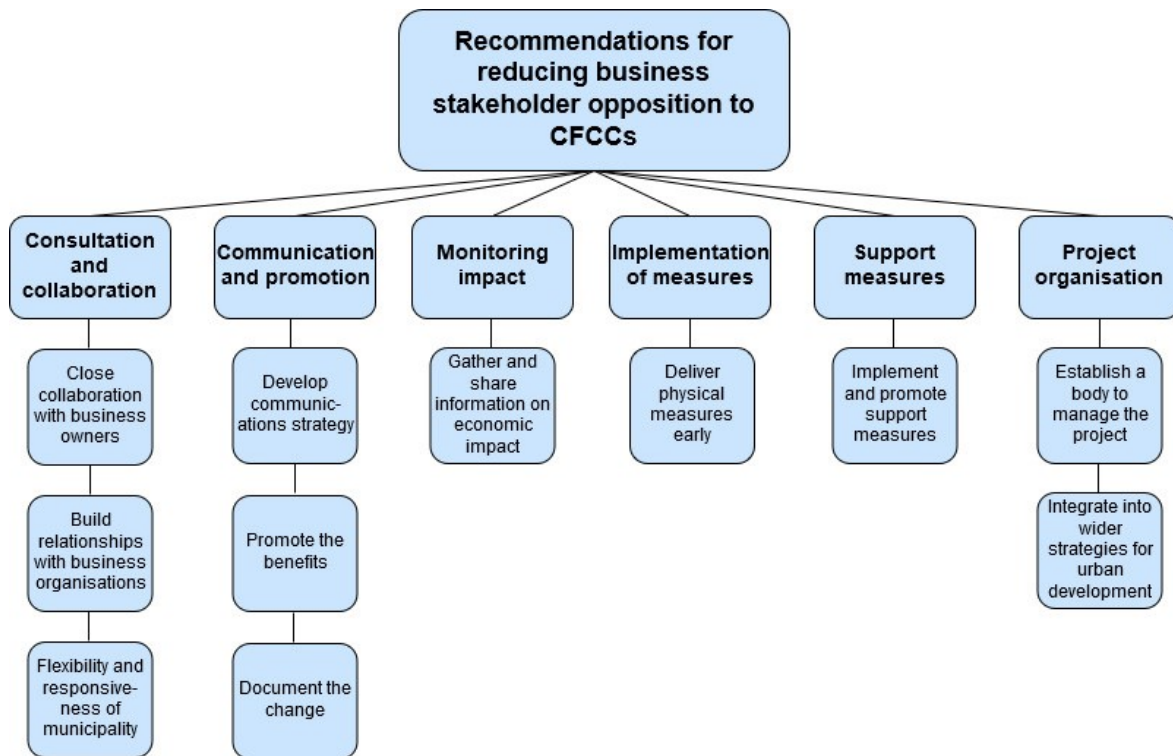 Recommendations for
reducing business
stakeholder opposition to
CFCCs
Consultation
and
collaboration
Communication
and promotion
Monitoring
impact
Implementation
of measures
Support
measures
Project
organisation
Close
collaboration
with business
owners
Develop
communic-
ations strategy
Gather and
share
information on
economic
impact
Deliver
physical
measures
early
Implement
and promote
support
measures
Establish a
body to
manage the
project
Build
relationships
with business
organisations
Promote the
benefits
Integrate into
wider
strategies for
urban
development
Flexibility and
responsive-
ness of
municipality
Document the
change